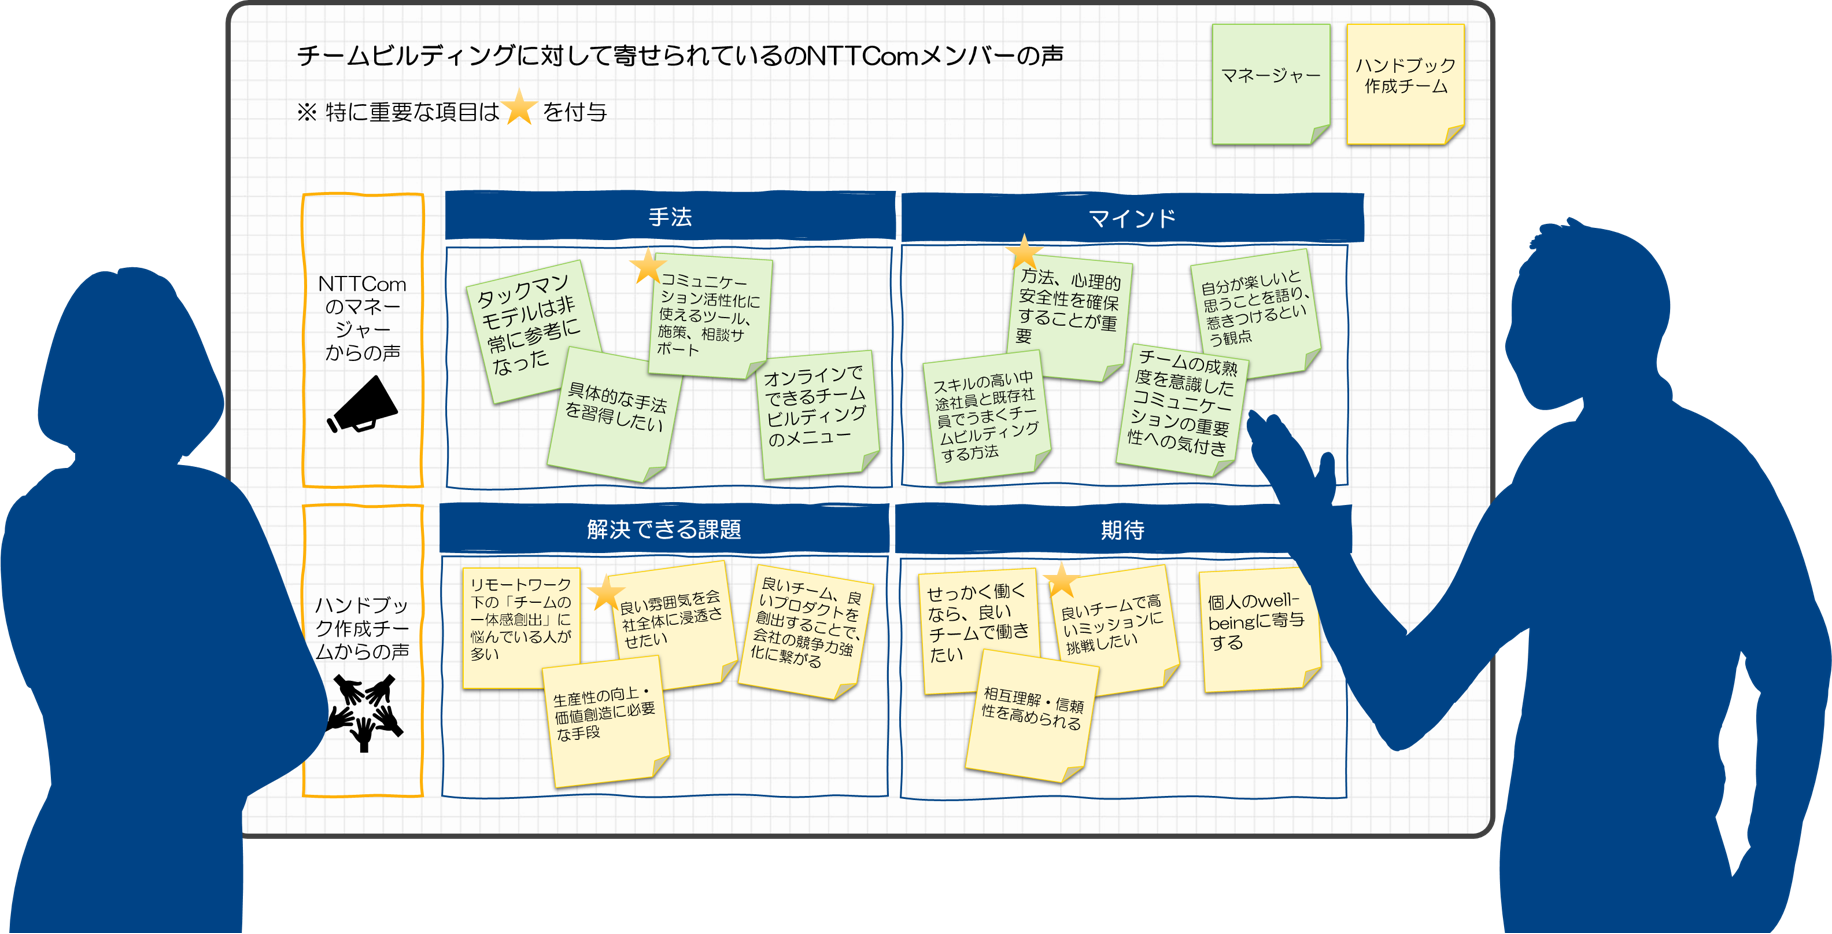 チームビルディングに対して寄せられているのNTTComメンバーの声
※ 特に重要な項目は
を付与
マネージャー
ハンドブック
作成チーム
手法
マインド
NTTCom
のマネー
ジャー
からの声
タックマン
モデルは非
常に参考に
なった
コミュニケー
ション活性化に
使えるツール、
施策、相談サ
ポート
具体的な手法
を習得したい
オンラインで
できるチーム
ビルディング
のメニュー
方法、心理的
安全性を確保
することが重
要
自分が楽しいと
思うことを語り、
惹きつけるとい
う観点
スキルの高い中
途社員と既存社
員でうまくチー
ムビルディング
する方法
チームの成熟
度を意識した
コミュニケー
ションの重要
性への気付き
解決できる課題
期待
ハンドブッ
ク作成チー
ムからの声
リモートワーク
下の「チームの
一体感創出」に
悩んでいる人が
多い
良い雰囲気を会
社全体に浸透さ
せたい
良いチーム、良
いプロダクトを
創出することで、
会社の競争力強
化に繋がる
生産性の向上・
価値創造に必要
な手段
せっかく働く
なら、良い
チームで働き
たい
良いチームで高
いミッションに
挑戦したい
個人のwell-
beingに寄与
する
相互理解・信頼
性を高められる